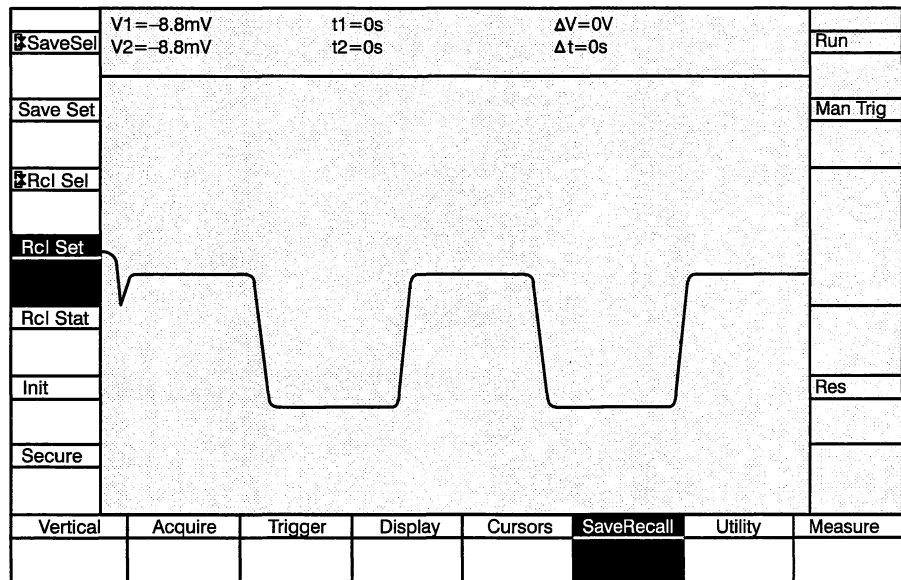 V1=–8.8mV t1=0s ΔV=0V
V2=–8.8mV t2=0s Δt=0s
SaveSel
Save Set
Rcl Sel
Rcl Set
Rcl Stat
Init
Secure
Run
Man Trig
Res
Vertical Acquire Trigger Display Cursors SaveRecall Utility Measure